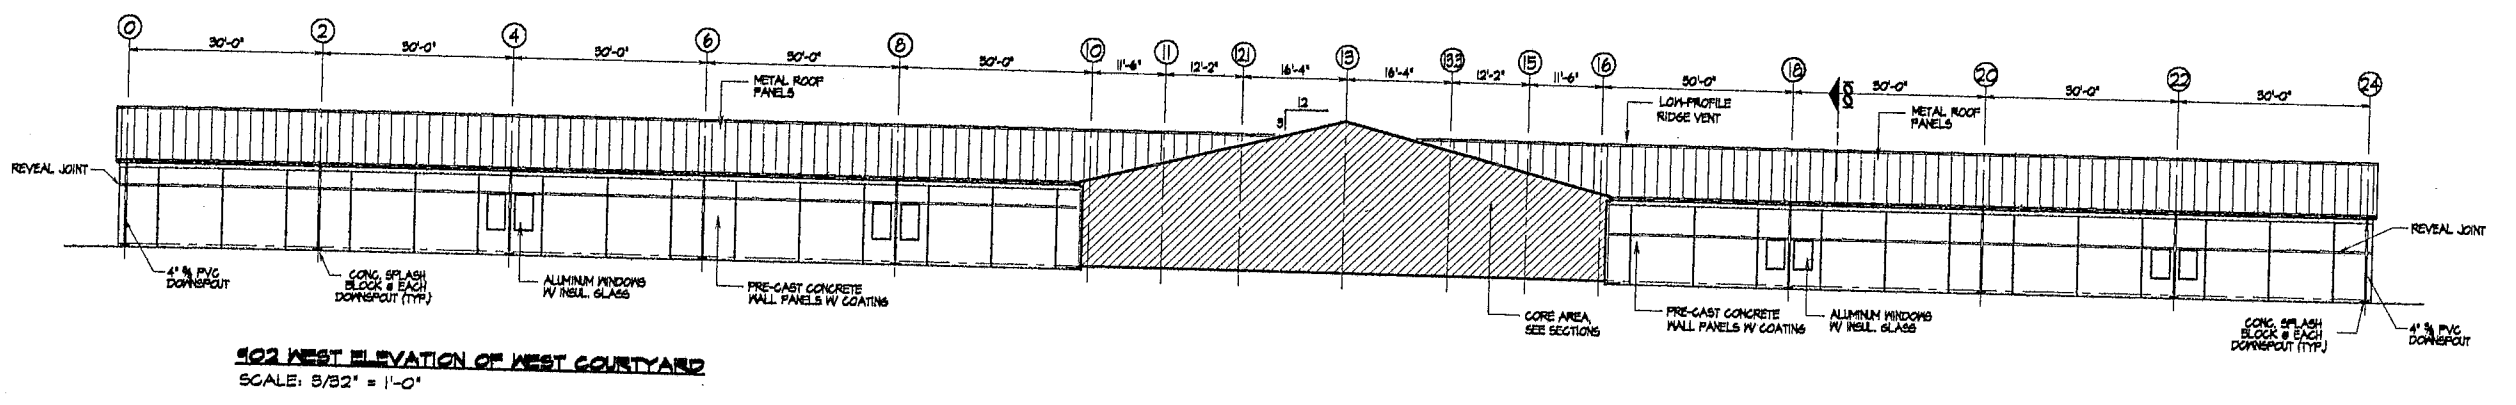 0 2 4 6 8 10 11 121 13 133 15 16 18 20 22 24
30'-0" 30'-0" 30'-0" 30'-0" 30'-0" 11'-6" 12'-2" 16'-4" 16'-4" 12'-2" 11'-6" 30'-0" 30'-0" 30'-0" 30'-0"
METAL ROOF
PANELS
12
3
LOW-PROFILE
RIDGE VENT
METAL ROOF
PANELS
REVEAL JOINT
REVEAL JOINT
4" Ø PVC
DOWNSPOUT
CONC. SPLASH
BLOCK @ EACH
DOWNSPOUT (TYP.)
ALUMINUM WINDOWS
W/ INSUL. GLASS
PRE-CAST CONCRETE
WALL PANELS W/ COATING
CORE AREA,
SEE SECTIONS
PRE-CAST CONCRETE
WALL PANELS W/ COATING
ALUMINUM WINDOWS
W/ INSUL. GLASS
CONC. SPLASH
BLOCK @ EACH
DOWNSPOUT (TYP.)
4" Ø PVC
DOWNSPOUT
902 WEST ELEVATION OF WEST COURTYARD
SCALE: 3/32" = 1'-0"